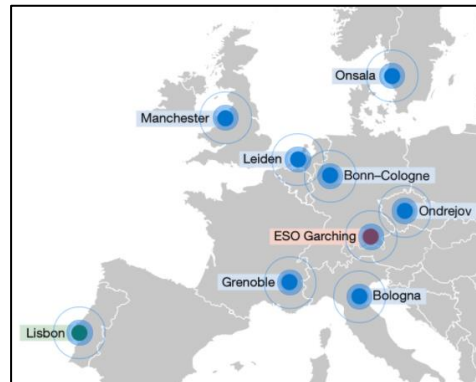 Onsala
Manchester
Leiden
Bonn–Cologne
Ondrejov
ESO Garching
Grenoble
Bologna
Lisbon